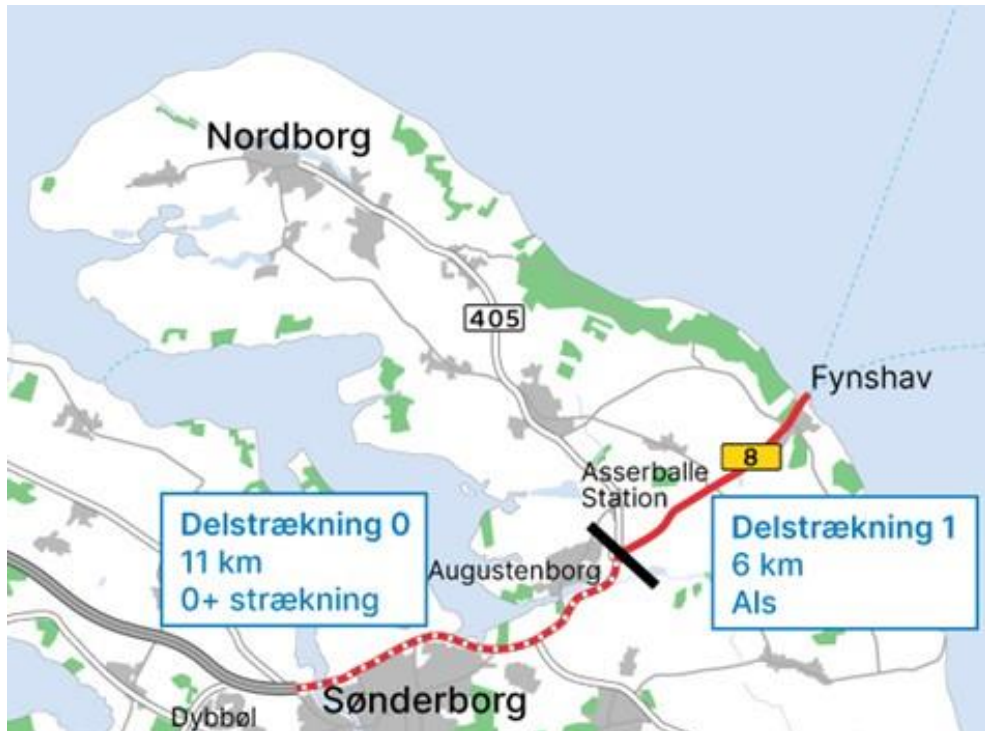 Nordborg
405
Fynshav
8
Asserballe
Station
Delstrækning 0
11 km
0+ strækning
Delstrækning 1
6 km
Als
Augustenborg
Sønderborg
Dybbøl